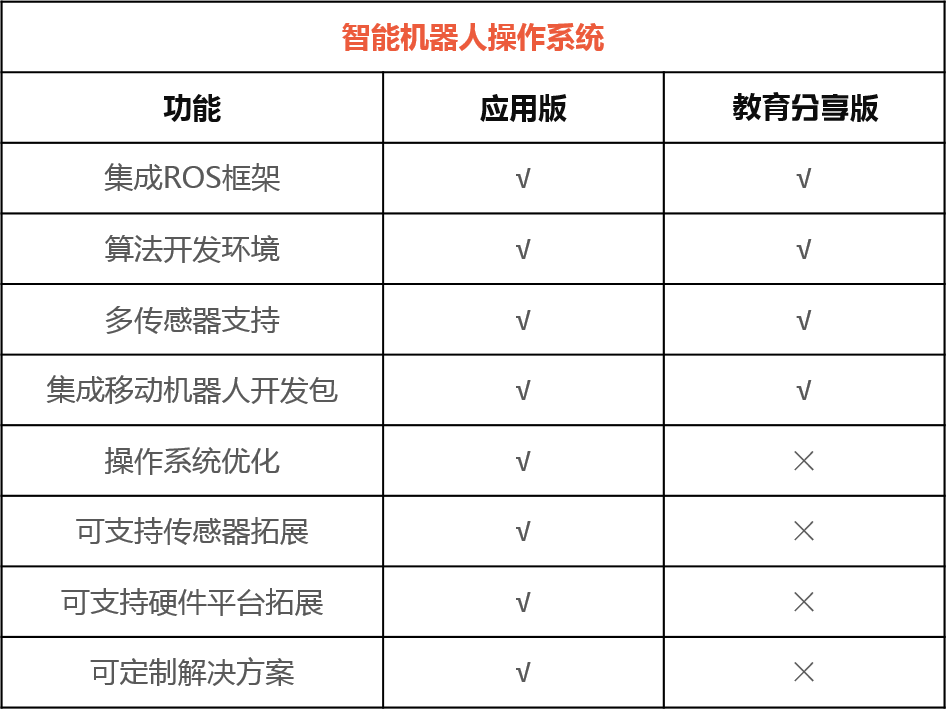 智能机器人操作系统
功能 应用版 教育分享版
集成ROS框架 √ √
算法开发环境 √ √
多传感器支持 √ √
集成移动机器人开发包 √ √
操作系统优化 √ ×
可支持传感器拓展 √ ×
可支持硬件平台拓展 √ ×
可定制解决方案 √ ×